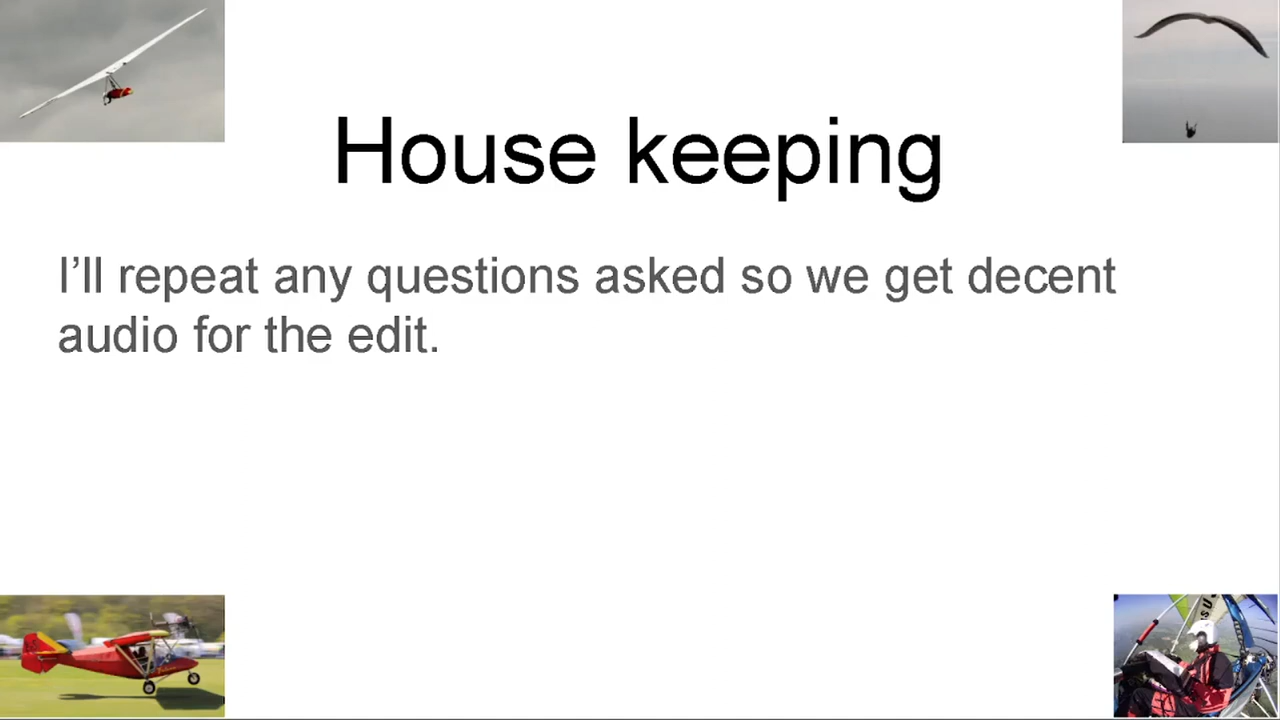 House keeping
I’ll repeat any questions asked so we get decent
audio for the edit.